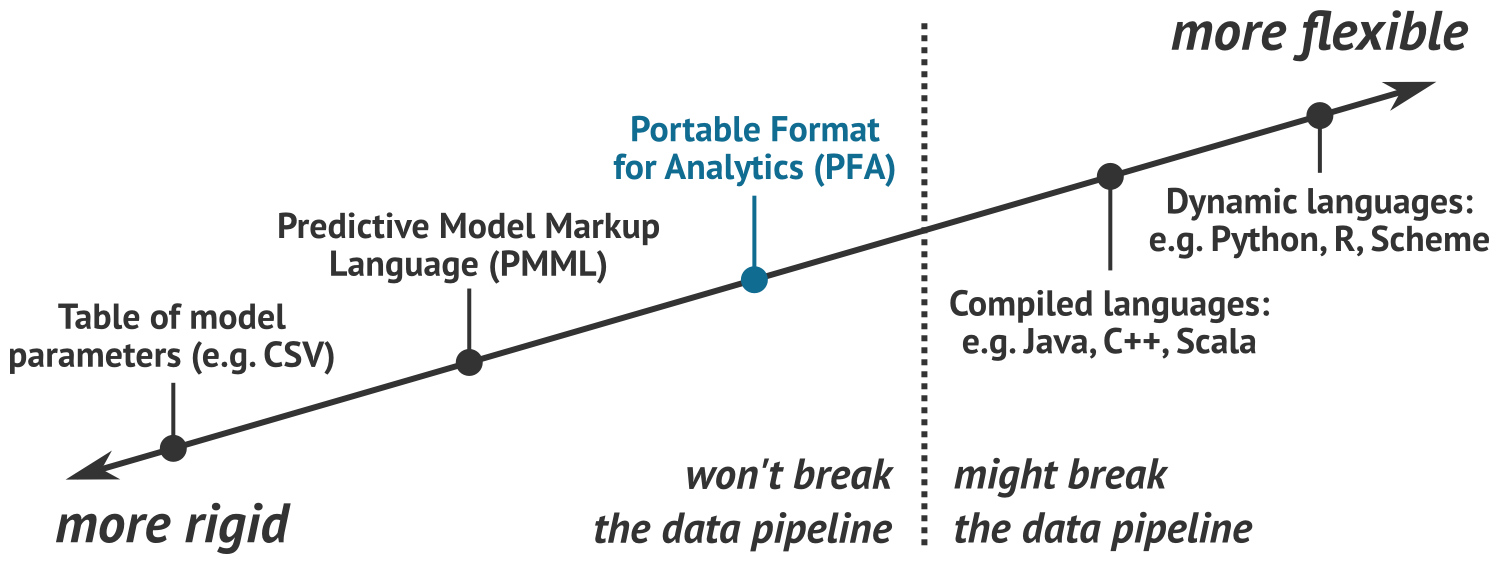 more flexible
Portable Format
for Analytics (PFA)
Dynamic languages:
e.g. Python, R, Scheme
Predictive Model Markup
Language (PMML)
Compiled languages:
e.g. Java, C++, Scala
Table of model
parameters (e.g. CSV)
more rigid
won't break
the data pipeline
might break
the data pipeline